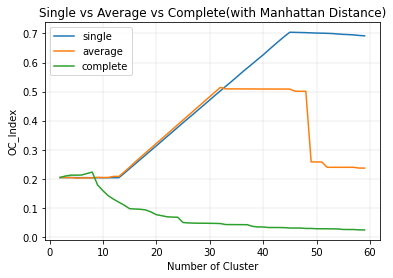 Single vs Average vs Complete(with Manhattan Distance)
single
average
complete
OC_Index
0.7
0.6
0.5
0.4
0.3
0.2
0.1
0.0
0 10 20 30 40 50 60
Number of Cluster